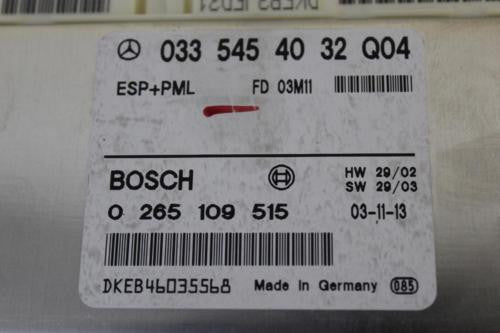 DKEB31ED21
033 545 40 32 Q04
ESP+PML FD 03M11
BOSCH HW 29/02
SW 29/03
0 265 109 515 03-11-13
DKEB46035568 Made in Germany 085